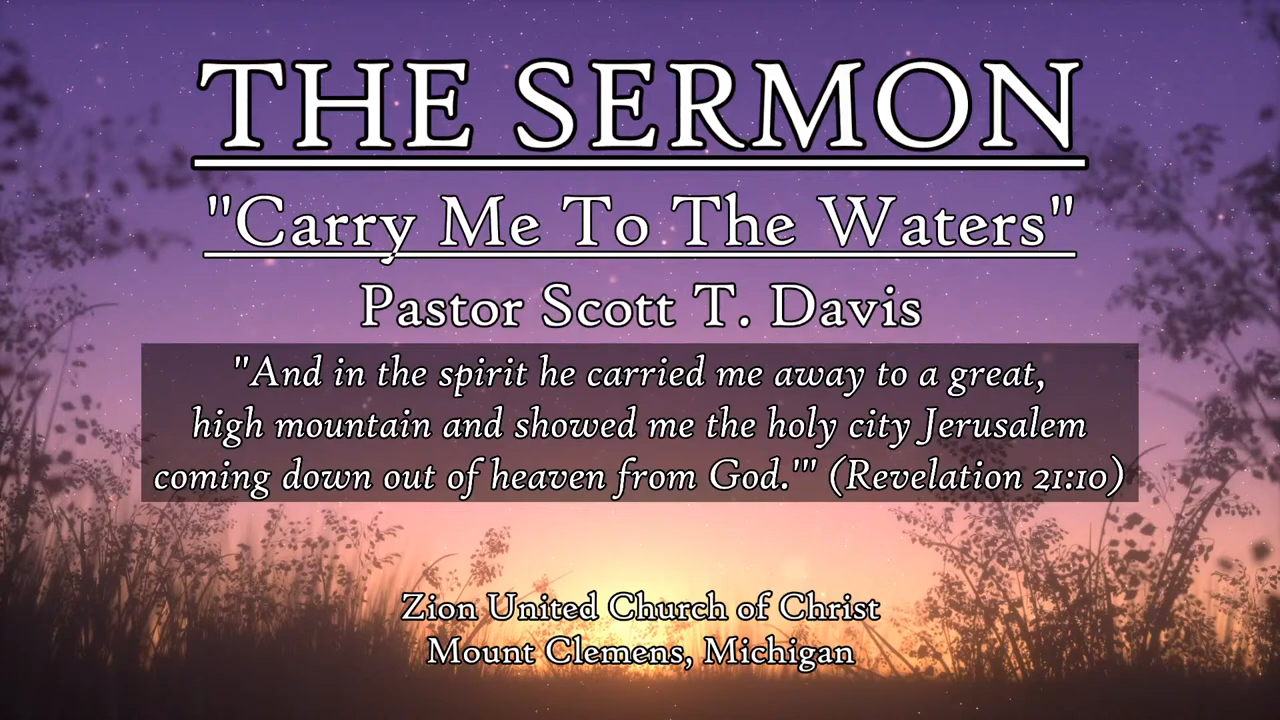 THE SERMON
"Carry Me To The Waters"
Pastor Scott T. Davis
"And in the spirit he carried me away to a great,
high mountain and showed me the holy city Jerusalem
coming down out of heaven from God.'" (Revelation 21:10)
Zion United Church of Christ
Mount Clemens, Michigan